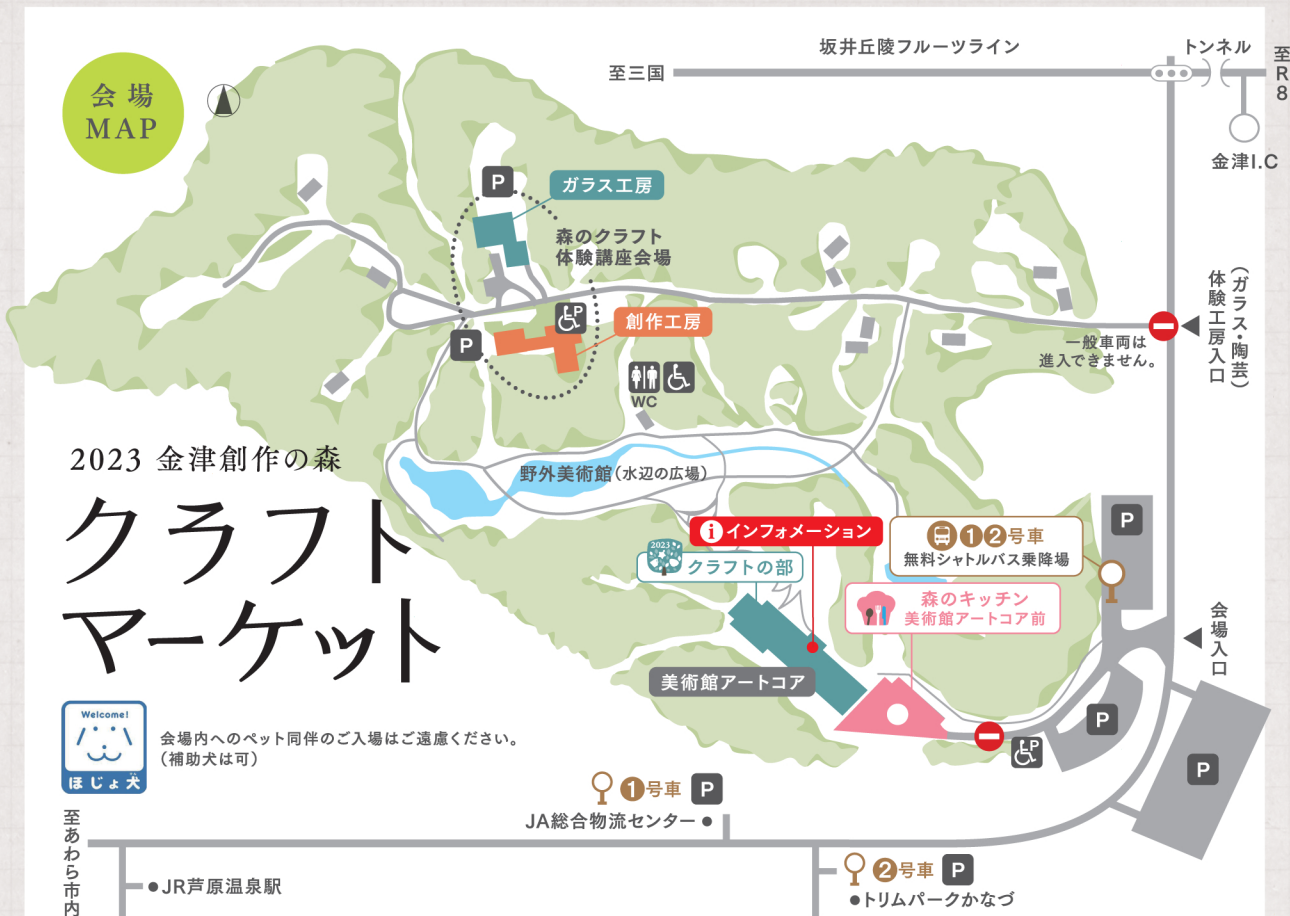 会場
MAP
坂井丘陵フルーツライン
トンネル
至三国
至R8
金津I.C
P
ガラス工房
森のクラフト
体験講座会場
P
創作工房
P
WC
一般車両は
進入できません。
体験工房入口
(ガラス・陶芸)
2023 金津創作の森
クラフト
マーケット
野外美術館(水辺の広場)
i インフォメーション
2023
クラフトの部
12号車
無料シャトルバス乗降場
P
森のキッチン
美術館アートコア前
会場入口
美術館アートコア
P
P
P
Welcome!
ほじょ犬
会場内へのペット同伴のご入場はご遠慮ください。
(補助犬は可)
1号車 P
JA総合物流センター
至あわら市内
JR芦原温泉駅
2号車 P
トリムパークかなづ